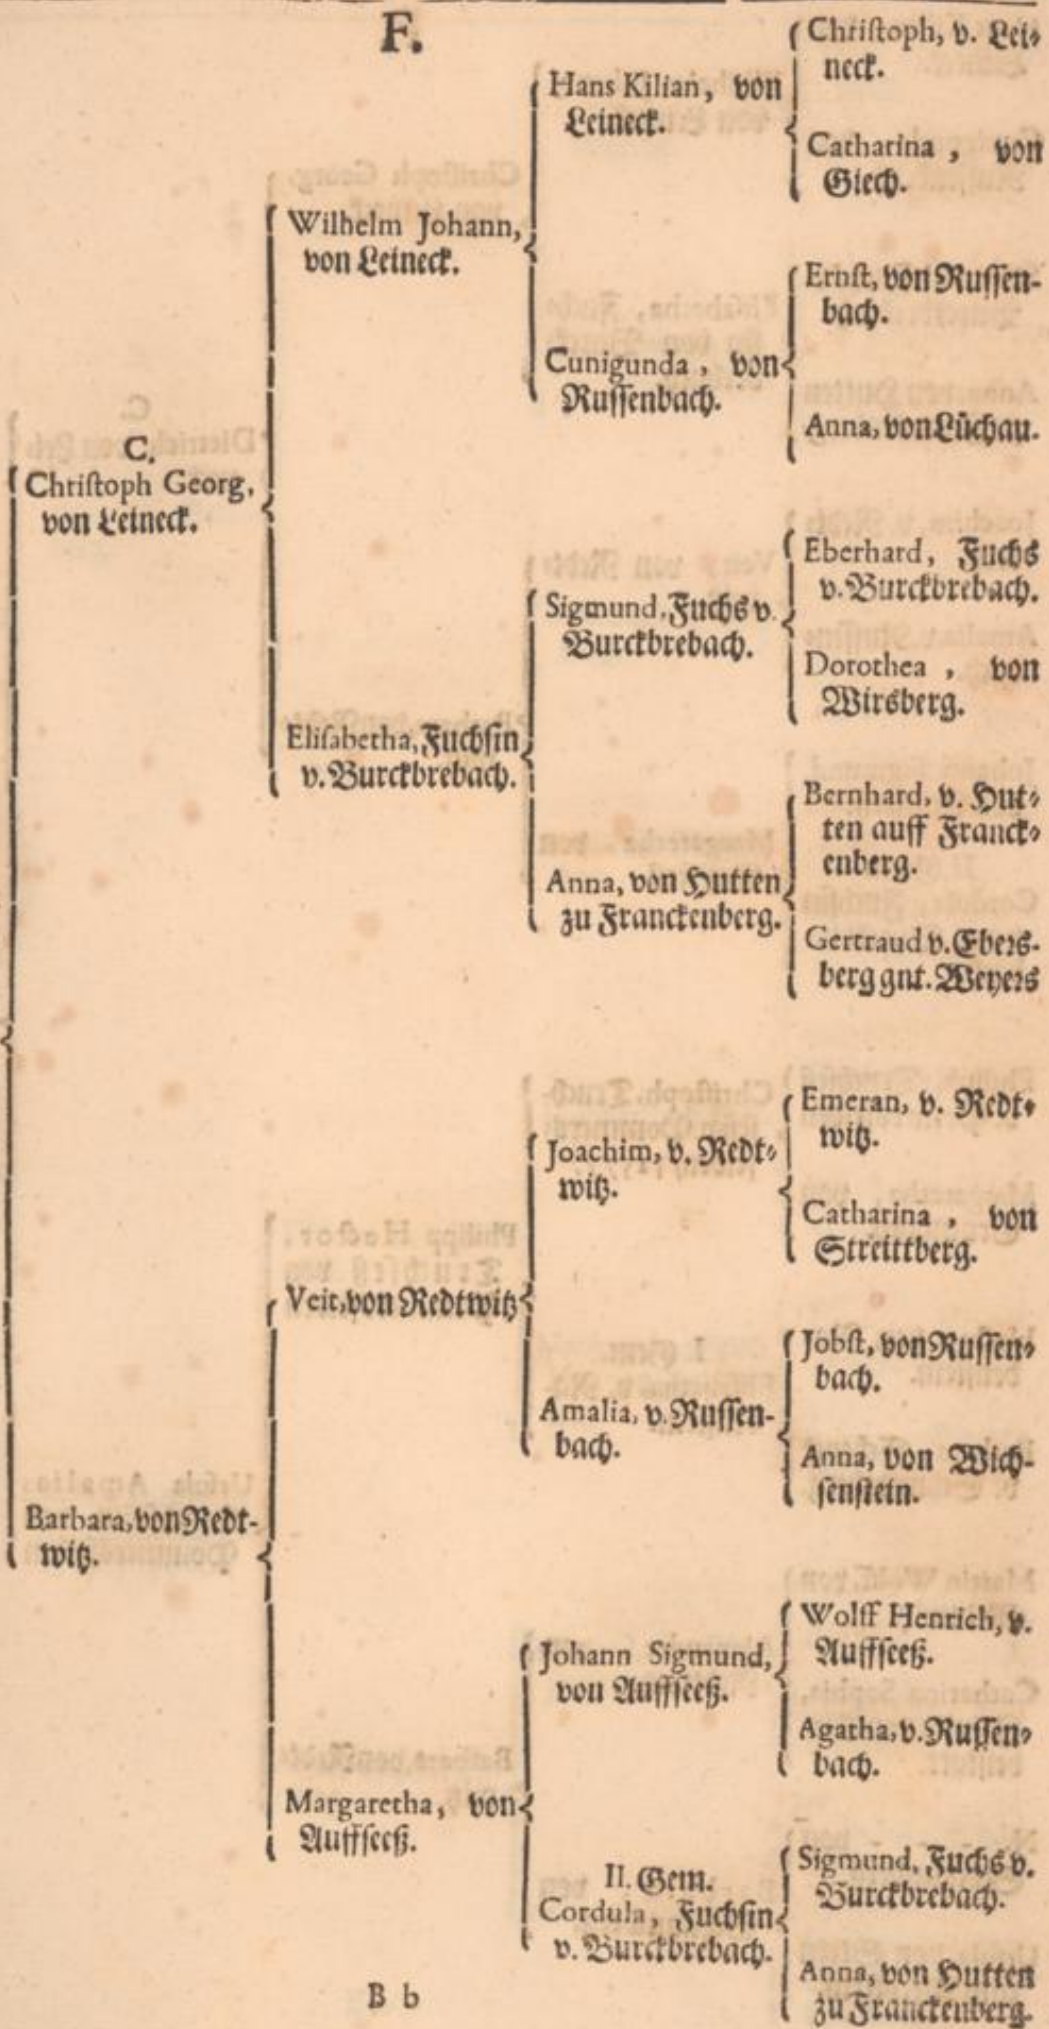 F.
C.
Christoph Georg,
von Leineck.
Barbara, von Redt-
witz.
Wilhelm Johann,
von Leineck.
Elisabetha, Fuchsin
v. Burckbrebach.
Veit, von Redtwitz
Margaretha, von
Auffseeß.
Hans Kilian, von
Leineck.
Cunigunda, von
Russenbach.
Sigmund, Fuchs v.
Burckbrebach.
Anna, von Hutten
zu Franckenberg.
Joachim, v. Redt-
witz.
Amalia, v. Russen-
bach.
Johann Sigmund,
von Auffseeß.
II. Gem.
Cordula, Fuchsin
v. Burckbrebach.
Christoph, v. Lei-
neck.
Catharina, von
Giech.
Ernst, von Russen-
bach.
Anna, von Lüchau.
Eberhard, Fuchs
v. Burckbrebach.
Dorothea, von
Wirsberg.
Bernhard, v. Hut-
ten auff Franck-
enberg.
Gertraud v. Ebers-
berg gnt. Weyers
Emeran, v. Redt-
witz.
Catharina, von
Streittberg.
Jobst, von Russen-
bach.
Anna, von Wich-
senstein.
Wolff Henrich, v.
Auffseeß.
Agatha, v. Russen-
bach.
Sigmund, Fuchs v.
Burckbrebach.
Anna, von Hutten
zu Franckenberg.
B b